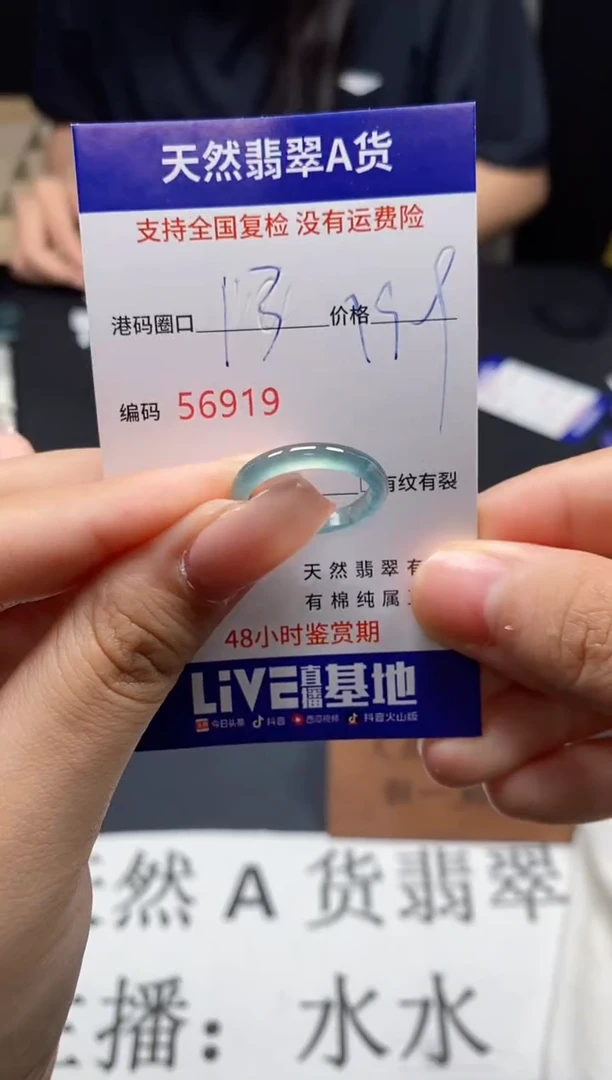 天然翡翠A货
支持全国复检 没有运费险
港码圈口 13 价格
编码 56919
有纹有裂
天然翡翠有
有棉纯属
48小时鉴赏期
LiVE直播基地
今日头条 抖音 西瓜视频 抖音火山版
然 A 货翡翠
播：水水